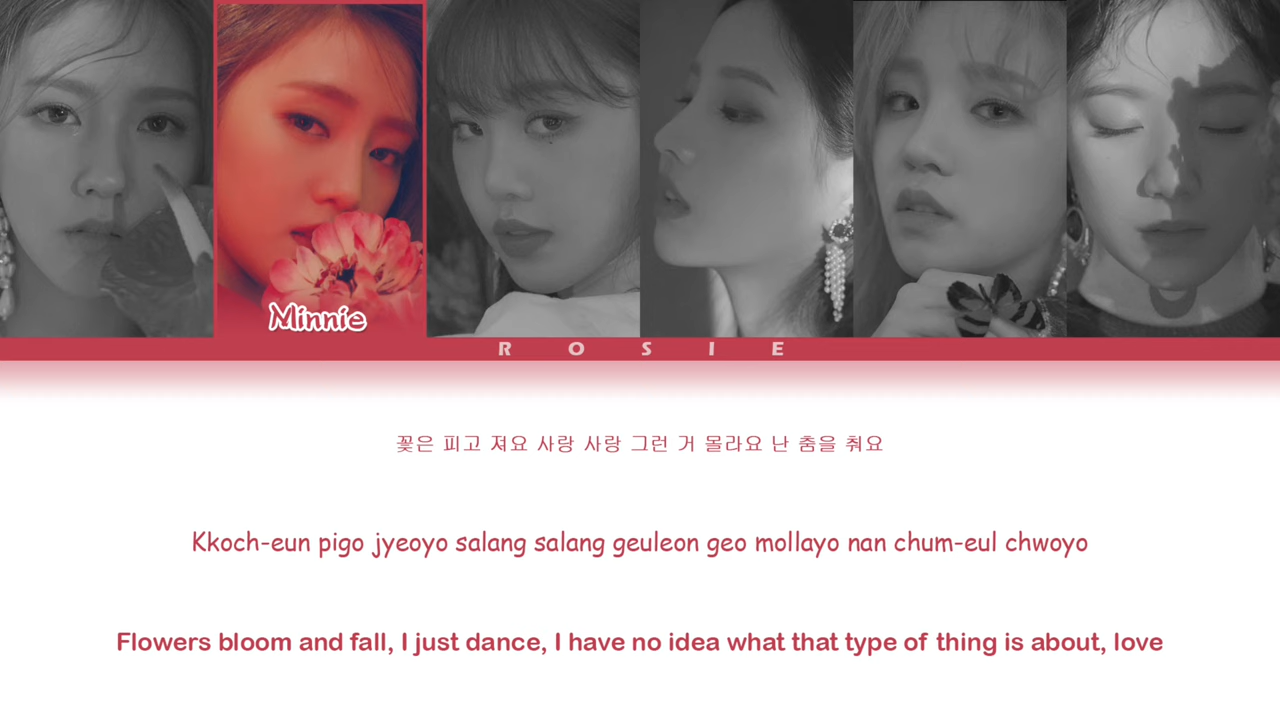 Minnie
ROSIE
꽃은 피고 져요 사랑 사랑 그런 거 몰라요 난 춤을 춰요
Kkoch-eun pigo jyeoyo salang salang geuleon geo mollayo nan chum-eul chwoyo
Flowers bloom and fall, I just dance, I have no idea what that type of thing is about, love